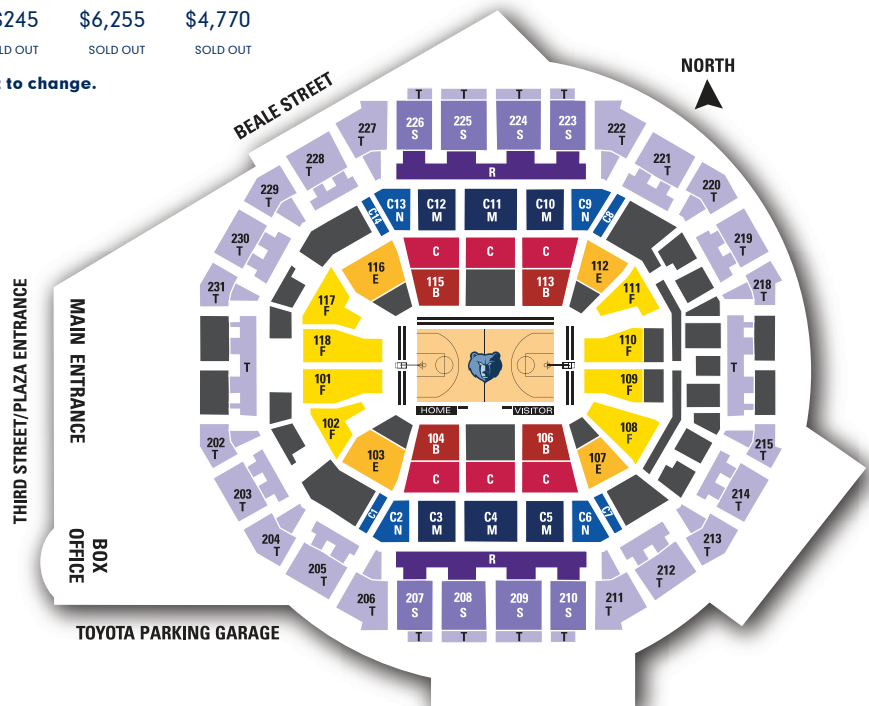 $245 $6,255 $4,770
SOLD OUT SOLD OUT SOLD OUT
to change.
NORTH
BEALE STREET
T T T T
227 T
226 S
225 S
224 S
223 S
222 T
228 T
221 T
R
229 T
220 T
C14
C13 N
C12 M
C11 M
C10 M
C9 N
C8
230 T
219 T
C C C
116 E
115 B
113 B
112 E
231 T
218 T
117 F
111 F
THIRD STREET/PLAZA ENTRANCE
MAIN ENTRANCE
118 F
110 F
T
T
101 F
109 F
HOME
VISITOR
102 F
108 F
202 T
215 T
103 E
104 B
106 B
107 E
C C C
203 T
214 T
C1
C2 N
C3 M
C4 M
C5 M
C6 N
C7
204 T
213 T
BOX OFFICE
R
205 T
212 T
206 T
207 S
208 S
209 S
210 S
211 T
T T T T
TOYOTA PARKING GARAGE